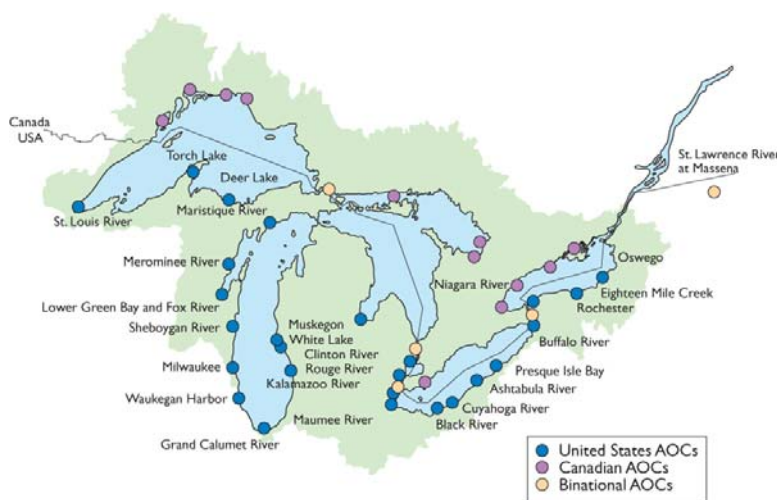 Canada
USA
Torch Lake
Deer Lake
St. Louis River
Maristique River
St. Lawrence River
at Massena
Merominee River
Niagara River
Oswego
Lower Green Bay and Fox River
Eighteen Mile Creek
Rochester
Sheboygan River
Muskegon
White Lake
Clinton River
Buffalo River
Milwaukee
Rouge River
Presque Isle Bay
Kalamazoo River
Ashtabula River
Waukegan Harbor
Cuyahoga River
Maumee River
Black River
Grand Calumet River
United States AOCs
Canadian AOCs
Binational AOCs